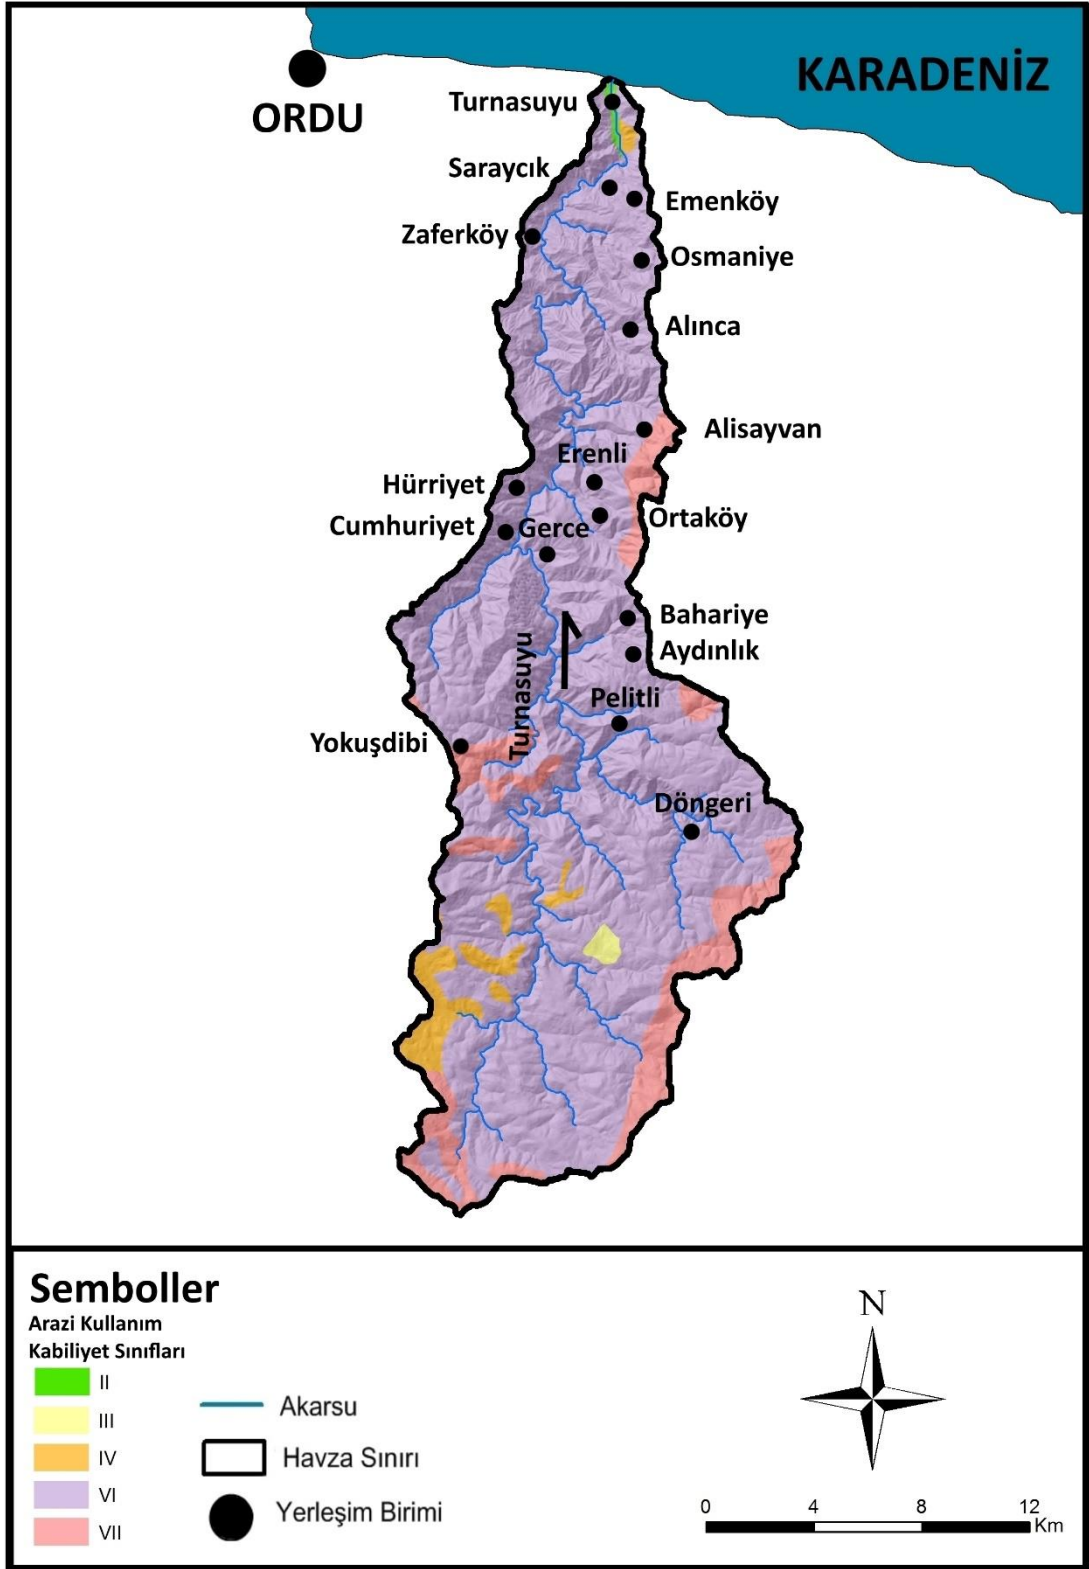 KARADENİZ
ORDU
Turnasuyu
Saraycık
Emenköy
Zaferköy
Osmaniye
Alınca
Alisayvan
Erenli
Hürriyet
Ortaköy
Cumhuriyet
Gerce
Bahariye
Aydınlık
Turnasuyu
Pelitli
Yokuşdibi
Döngeri
Semboller
Arazi Kullanım
Kabiliyet Sınıfları
II
III
IV
VI
VII
Akarsu
Havza Sınırı
Yerleşim Birimi
N
0 4 8 12
Km